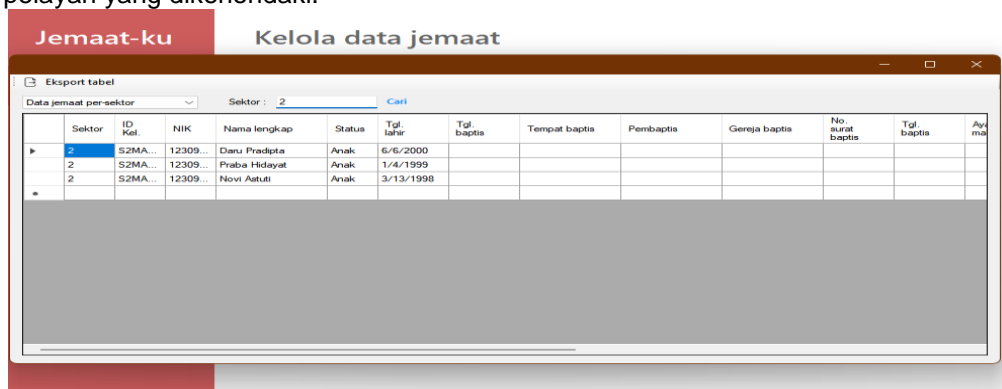 pelayan yang dikehendaki.
Jemaat-ku Kelola data jemaat
Eksport tabel
Data jemaat per-sektor Sektor : 2 Cari
Sektor ID Kel. NIK Nama lengkap Status Tgl. lahir Tgl. baptis Tempat baptis Pembaptis Gereja baptis No. surat baptis Tgl. baptis
2 S2MA... 12309... Daru Pradipta Anak 6/6/2000
2 S2MA... 12309... Praba Hidayat Anak 1/4/1999
2 S2MA... 12309... Novi Astuti Anak 3/13/1998